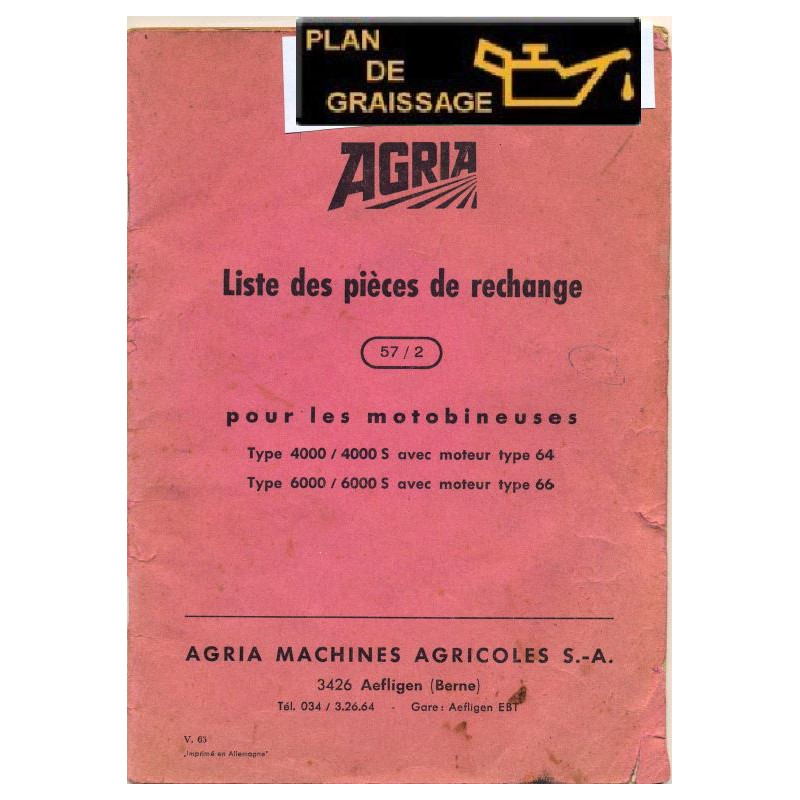 PLAN
DE
GRAISSAGE
AGRIA
Liste des pièces de rechange
57 / 2
pour les motobineuses
Type 4000 / 4000 S avec moteur type 64
Type 6000 / 6000 S avec moteur type 66
AGRIA MACHINES AGRICOLES S.-A.
3426 Aefligen (Berne)
Tél. 034 / 3.26.64 - Gare: Aefligen EBT
V. 63
„Imprimé en Allemagne"